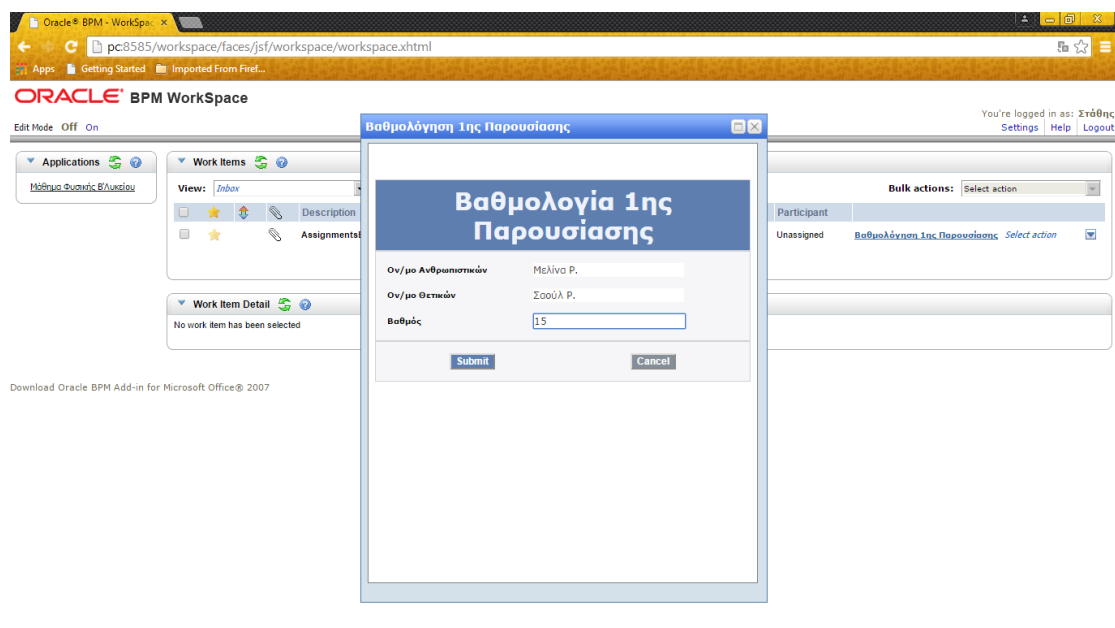 Oracle® BPM - WorkSpac
pc:8585/workspace/faces/jsf/workspace/workspace.xhtml
Apps Getting Started Imported From Firef...
ORACLE® BPM WorkSpace
You're logged in as: Στάθης
Edit Mode Off On
Settings Help Logout
Applications
Μάθημα Φυσικής Β'Λυκείου
Work Items
View: Inbox
Bulk actions: Select action
Description
Participant
Unassigned
Βαθμολόγηση 1ης Παρουσίασης Select action
Work Item Detail
No work item has been selected
Download Oracle BPM Add-in for Microsoft Office® 2007
Βαθμολόγηση 1ης Παρουσίασης
Βαθμολογία 1ης
Παρουσίασης
Ον/μο Ανθρωπιστικών Μελίνα Ρ.
Ον/μο Θετικών Σαούλ Ρ.
Βαθμός 15
Submit Cancel